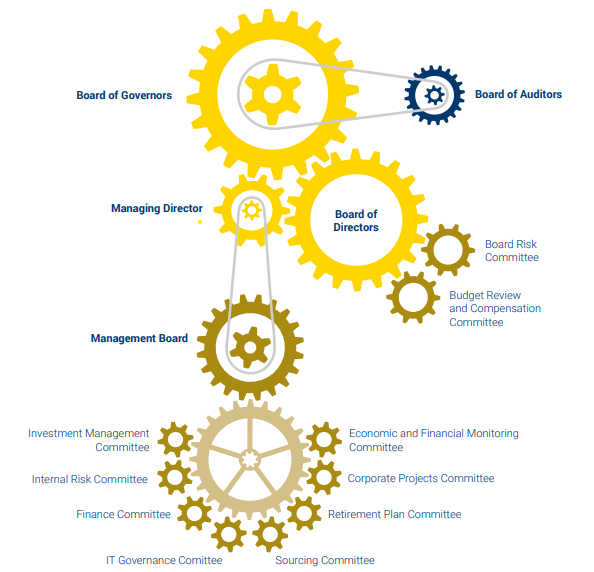 Board of Governors
Board of Auditors
Managing Director
Board of
Directors
Board Risk
Committee
Budget Review
and Compensation
Committee
Management Board
Investment Management
Committee
Economic and Financial Monitoring
Committee
Internal Risk Committee
Corporate Projects Committee
Finance Committee
Retirement Plan Committee
IT Governance Comittee
Sourcing Committee